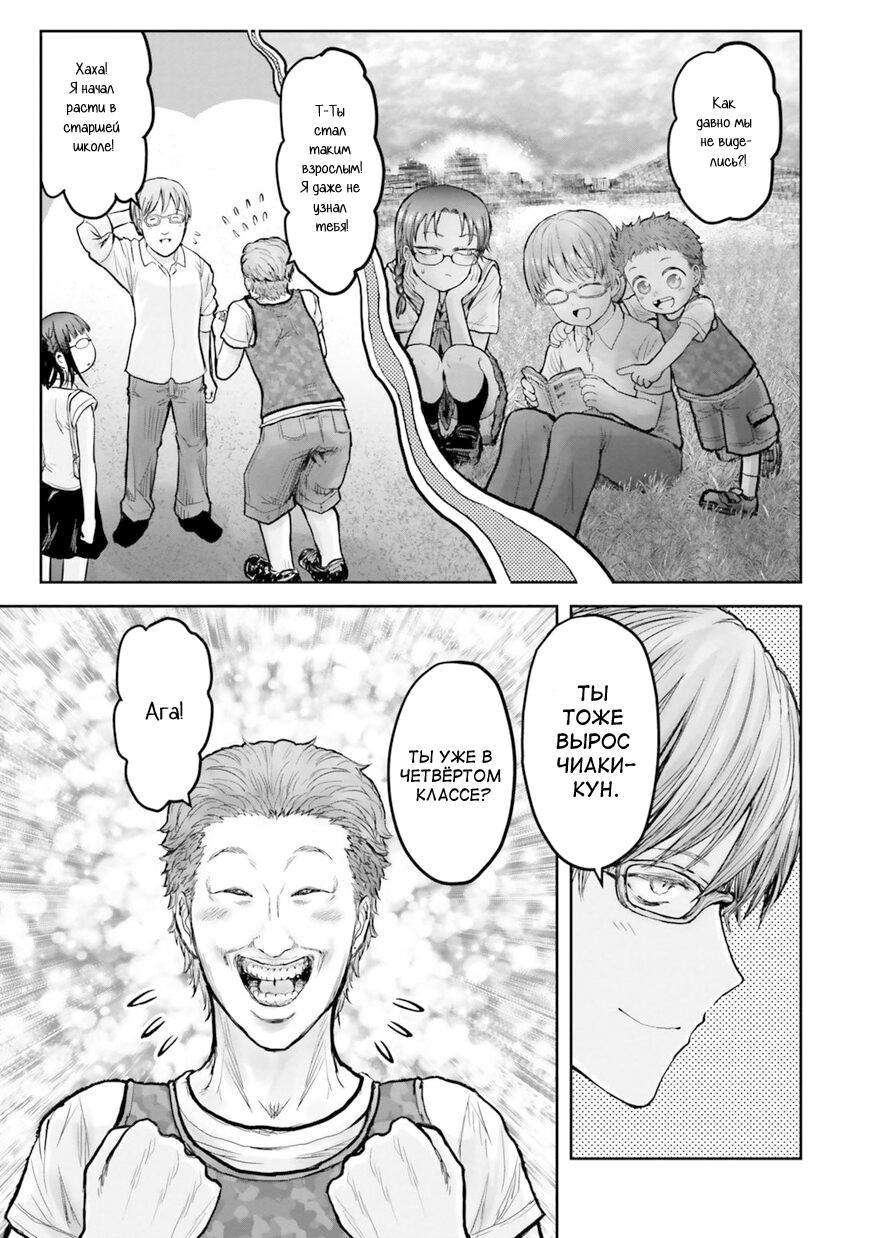 Как
давно мы
не виде-
лись?!
Т-Ты
стал
таким
взрослым!
Я даже не
узнал
тебя!
Хаха!
Я начал
расти в
старшей
школе!
ТЫ
ТОЖЕ
ВЫРОС
ЧИАКИ-
КУН.
ТЫ УЖЕ В
ЧЕТВЁРТОМ
КЛАССЕ?
Ага!